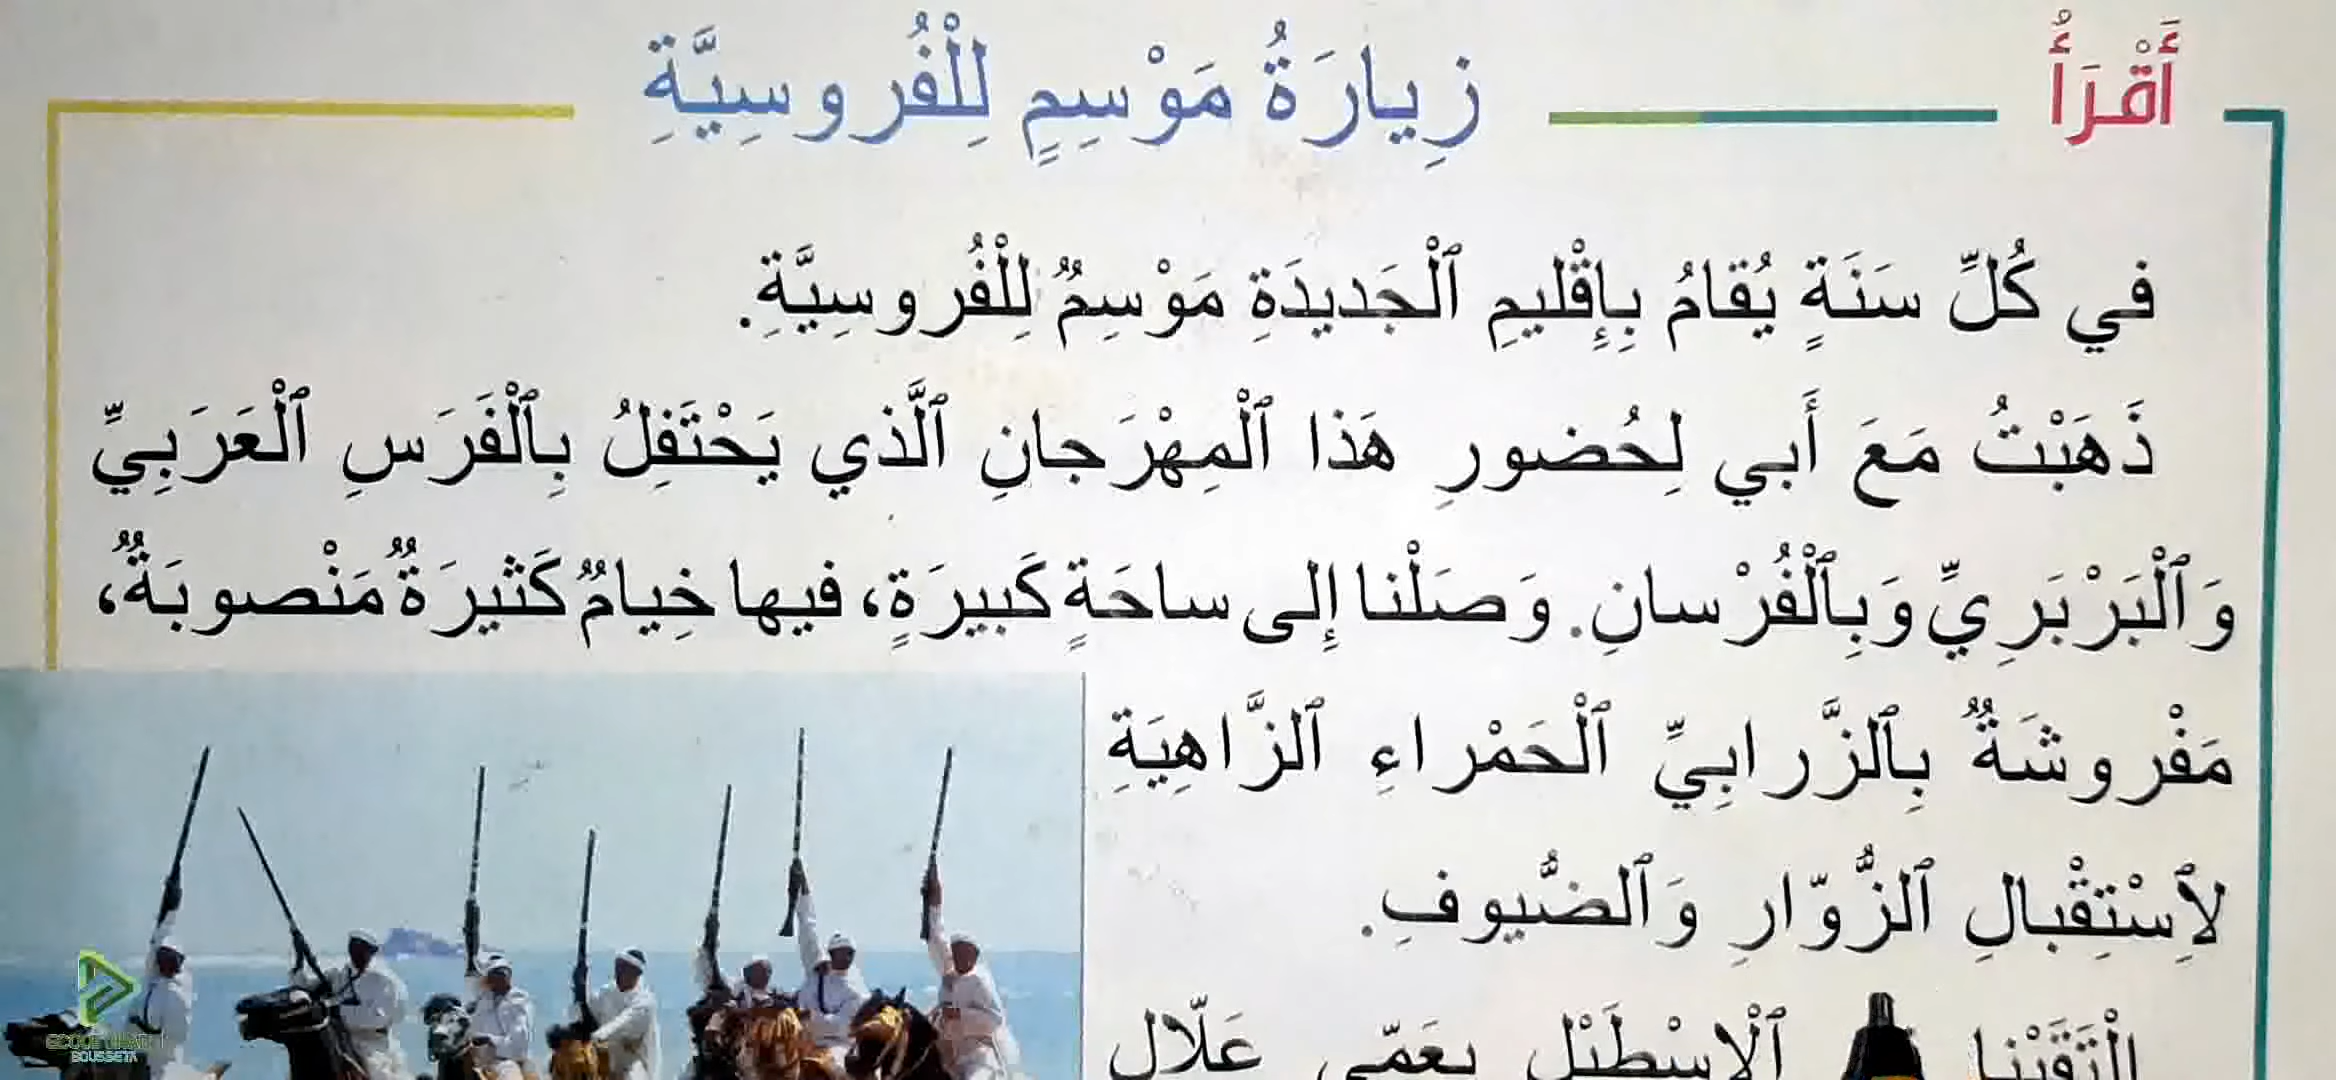 أَقْرَأُ
زِيارَةُ مَوْسِمٍ لِلْفُروسِيَّةِ
في كُلِّ سَنَةٍ يُقامُ بِإِقْليمِ ٱلْجَديدَةِ مَوْسِمٌ لِلْفُروسِيَّةِ.
ذَهَبْتُ مَعَ أَبي لِحُضورِ هَذا ٱلْمِهْرَجانِ ٱلَّذي يَحْتَفِلُ بِٱلْفَرَسِ ٱلْعَرَبِيِّ
وَٱلْبَرْبَرِيِّ وَبِٱلْفُرْسانِ. وَصَلْنا إِلى ساحَةٍ كَبيرَةٍ، فيها خِيامٌ كَثيرَةٌ مَنْصوبَةٌ،
مَفْروشَةٌ بِٱلزَّرابِيِّ ٱلْحَمْراءِ ٱلزَّاهِيَةِ
لِٱسْتِقْبالِ ٱلزُّوّارِ وَٱلضُّيوفِ.
ٱلْإِسْطَبْلِ بِعَمّي عَلّال
BOUSSETA